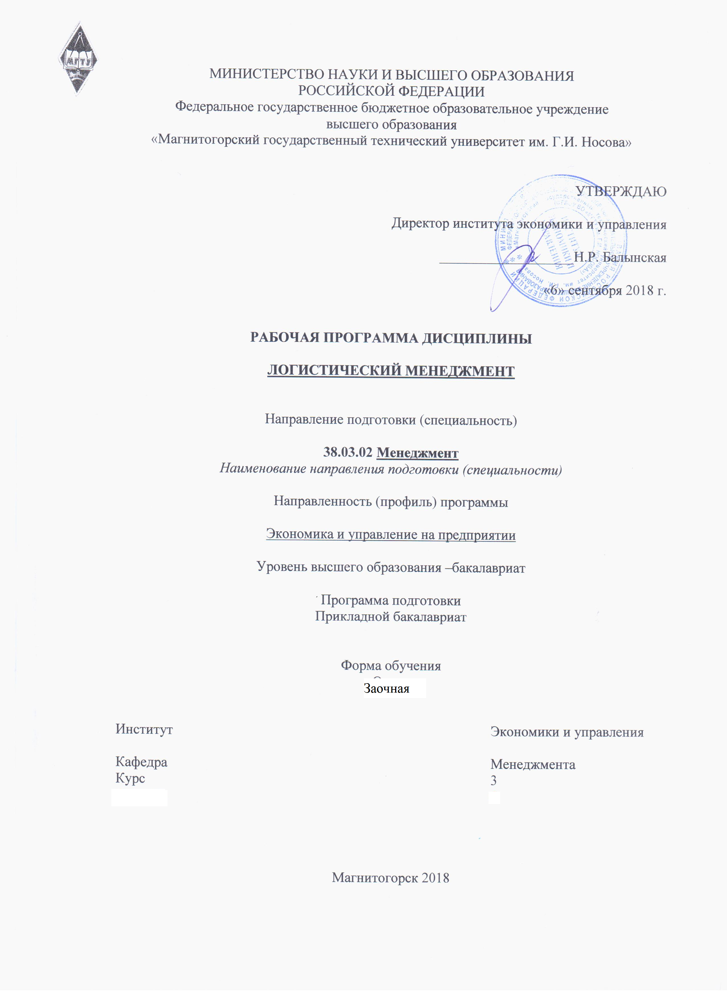 МГТУ
МИНИСТЕРСТВО НАУКИ И ВЫСШЕГО ОБРАЗОВАНИЯ
РОССИЙСКОЙ ФЕДЕРАЦИИ
Федеральное государственное бюджетное образовательное учреждение
высшего образования
«Магнитогорский государственный технический университет им. Г.И. Носова»
УТВЕРЖДАЮ
Директор института экономики и управления
Н.Р. Балынская
«6» сентября 2018 г.
РАБОЧАЯ ПРОГРАММА ДИСЦИПЛИНЫ
ЛОГИСТИЧЕСКИЙ МЕНЕДЖМЕНТ
Направление подготовки (специальность)
38.03.02 Менеджмент
Наименование направления подготовки (специальности)
Направленность (профиль) программы
Экономика и управление на предприятии
Уровень высшего образования –бакалавриат
Программа подготовки
Прикладной бакалавриат
Форма обучения
Заочная
Институт Экономики и управления
Кафедра Менеджмента
Курс 3
Магнитогорск 2018